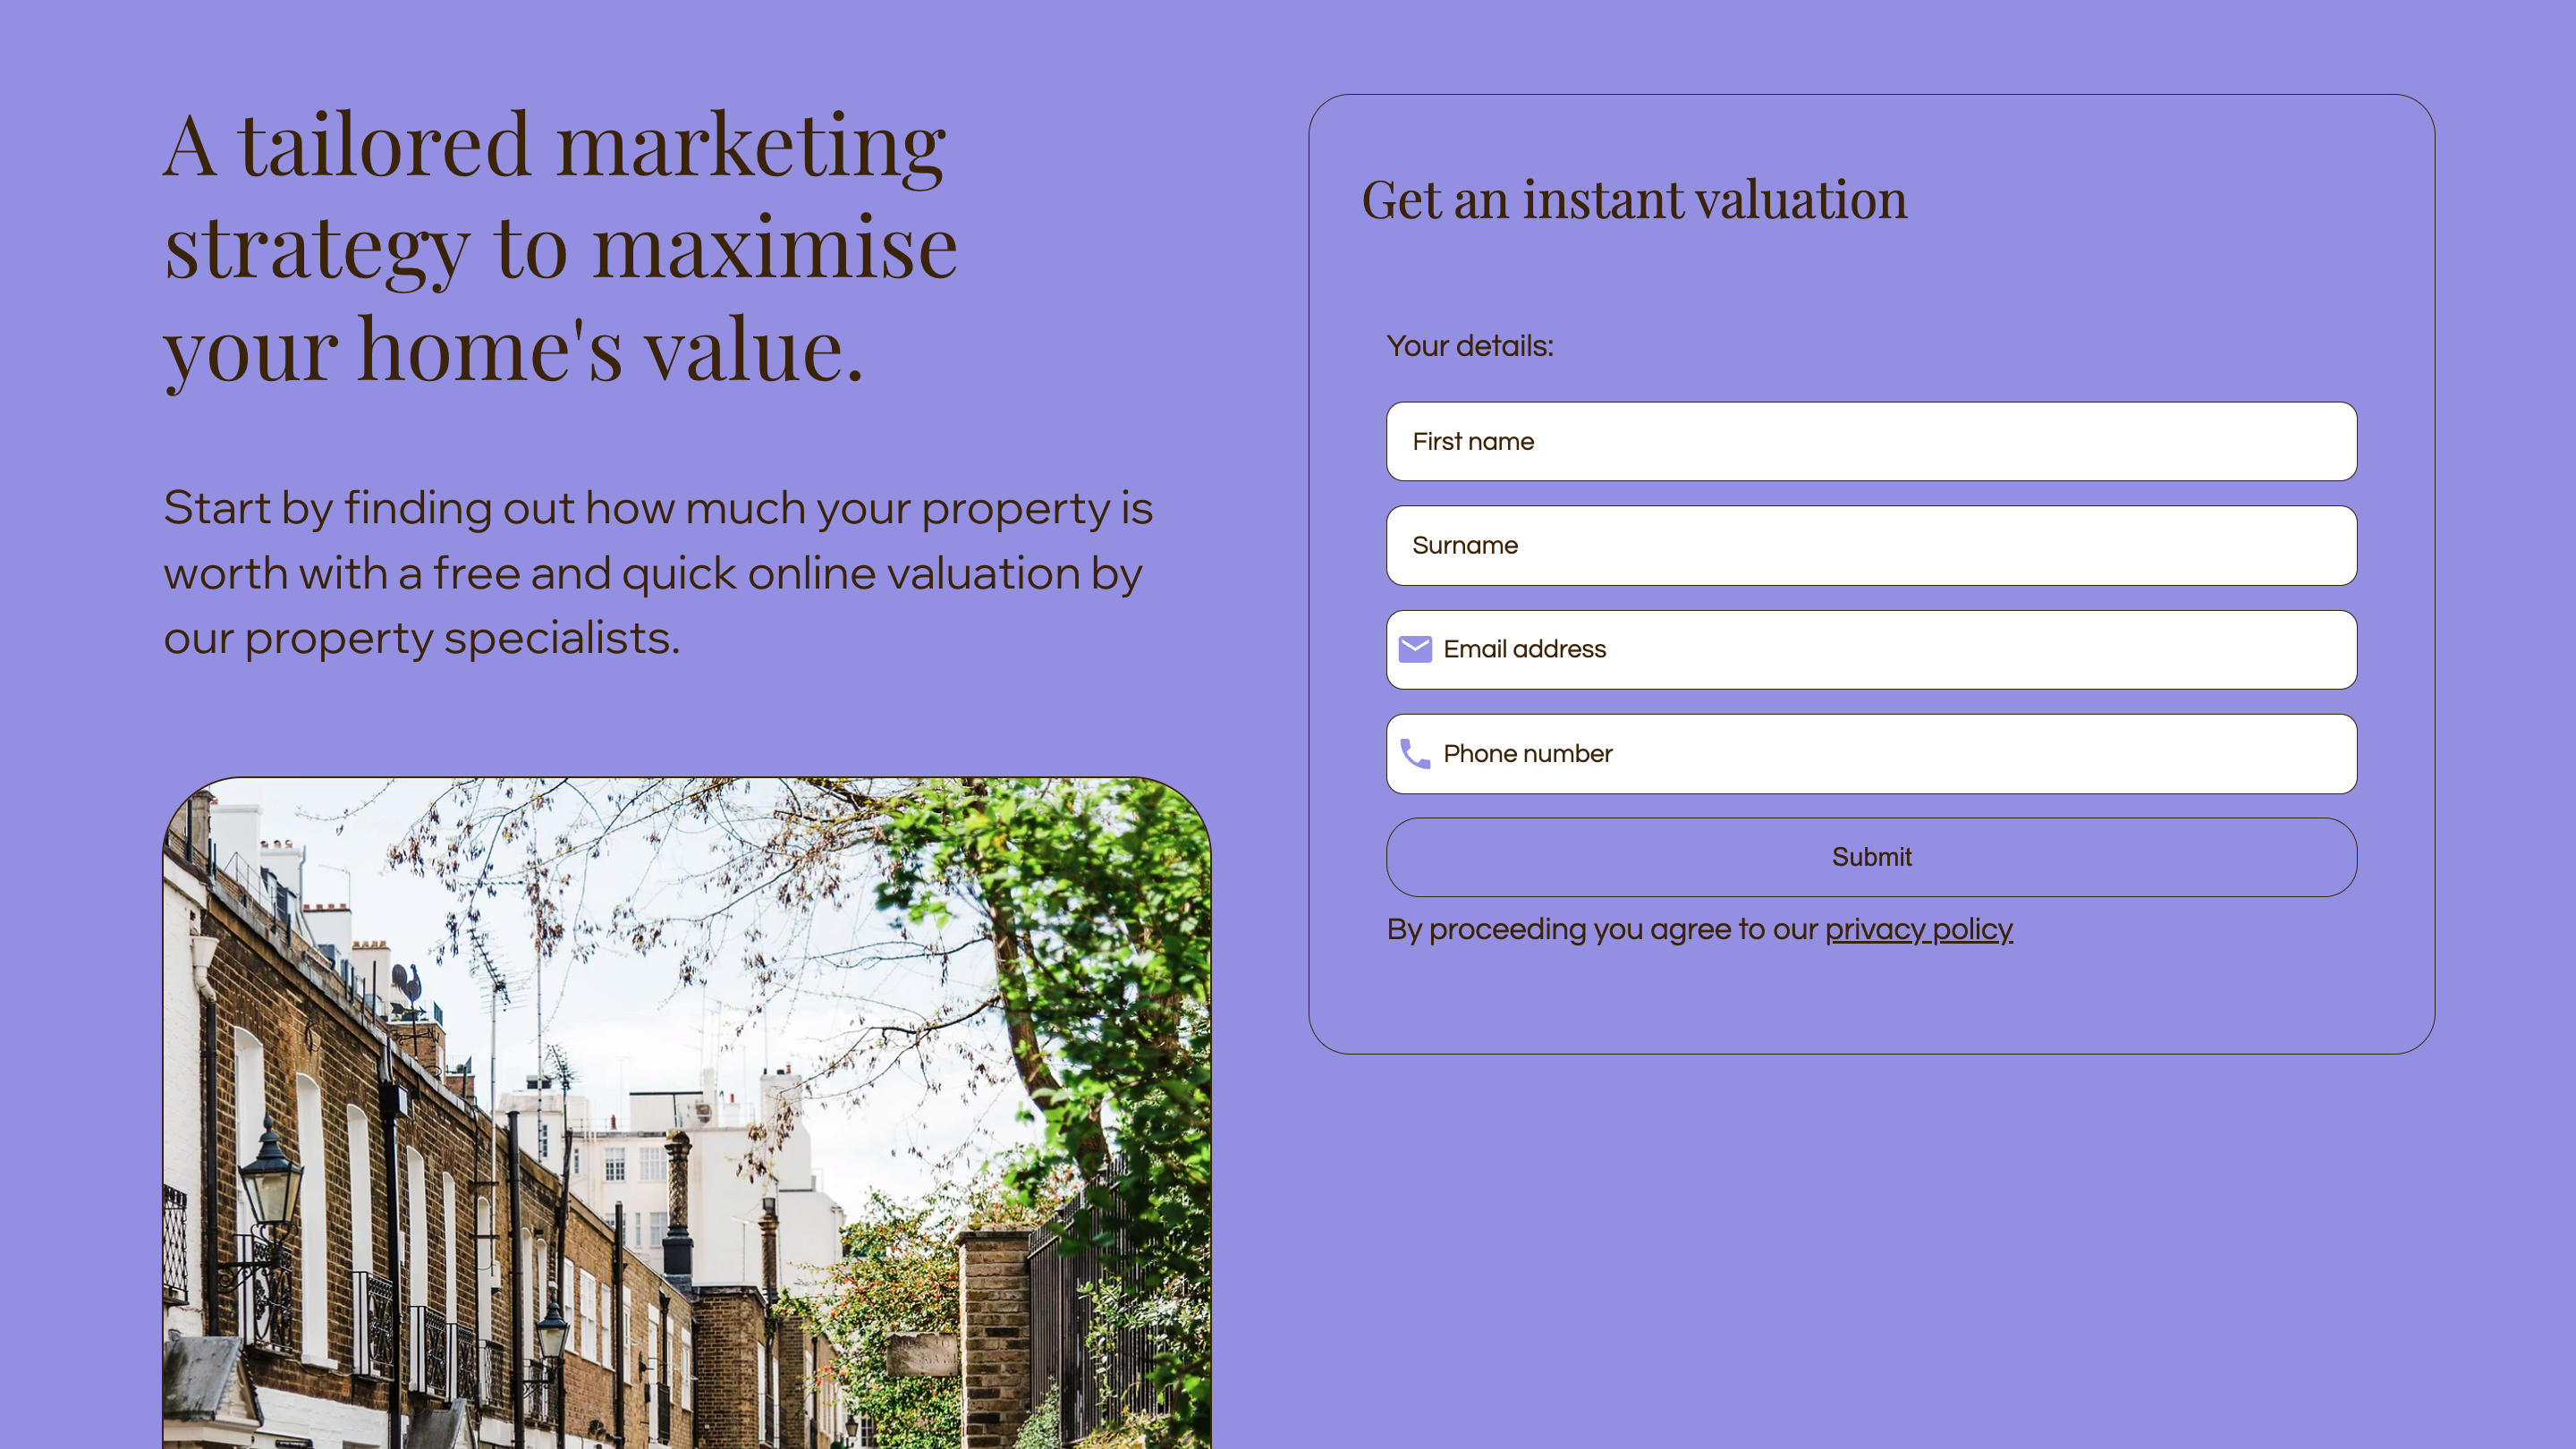 A tailored marketing
strategy to maximise
your home's value.
Start by finding out how much your property is
worth with a free and quick online valuation by
our property specialists.
Get an instant valuation
Your details:
First name
Surname
Email address
Phone number
Submit
By proceeding you agree to our privacy policy